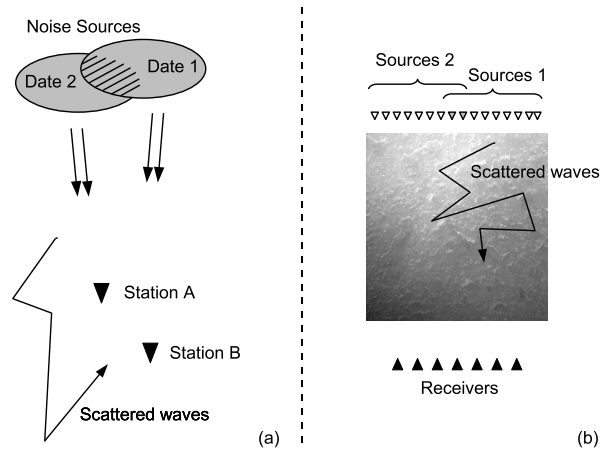 Noise Sources
Date 2
Date 1
Station A
Station B
Scattered waves
(a)
Sources 2
Sources 1
Scattered waves
Receivers
(b)